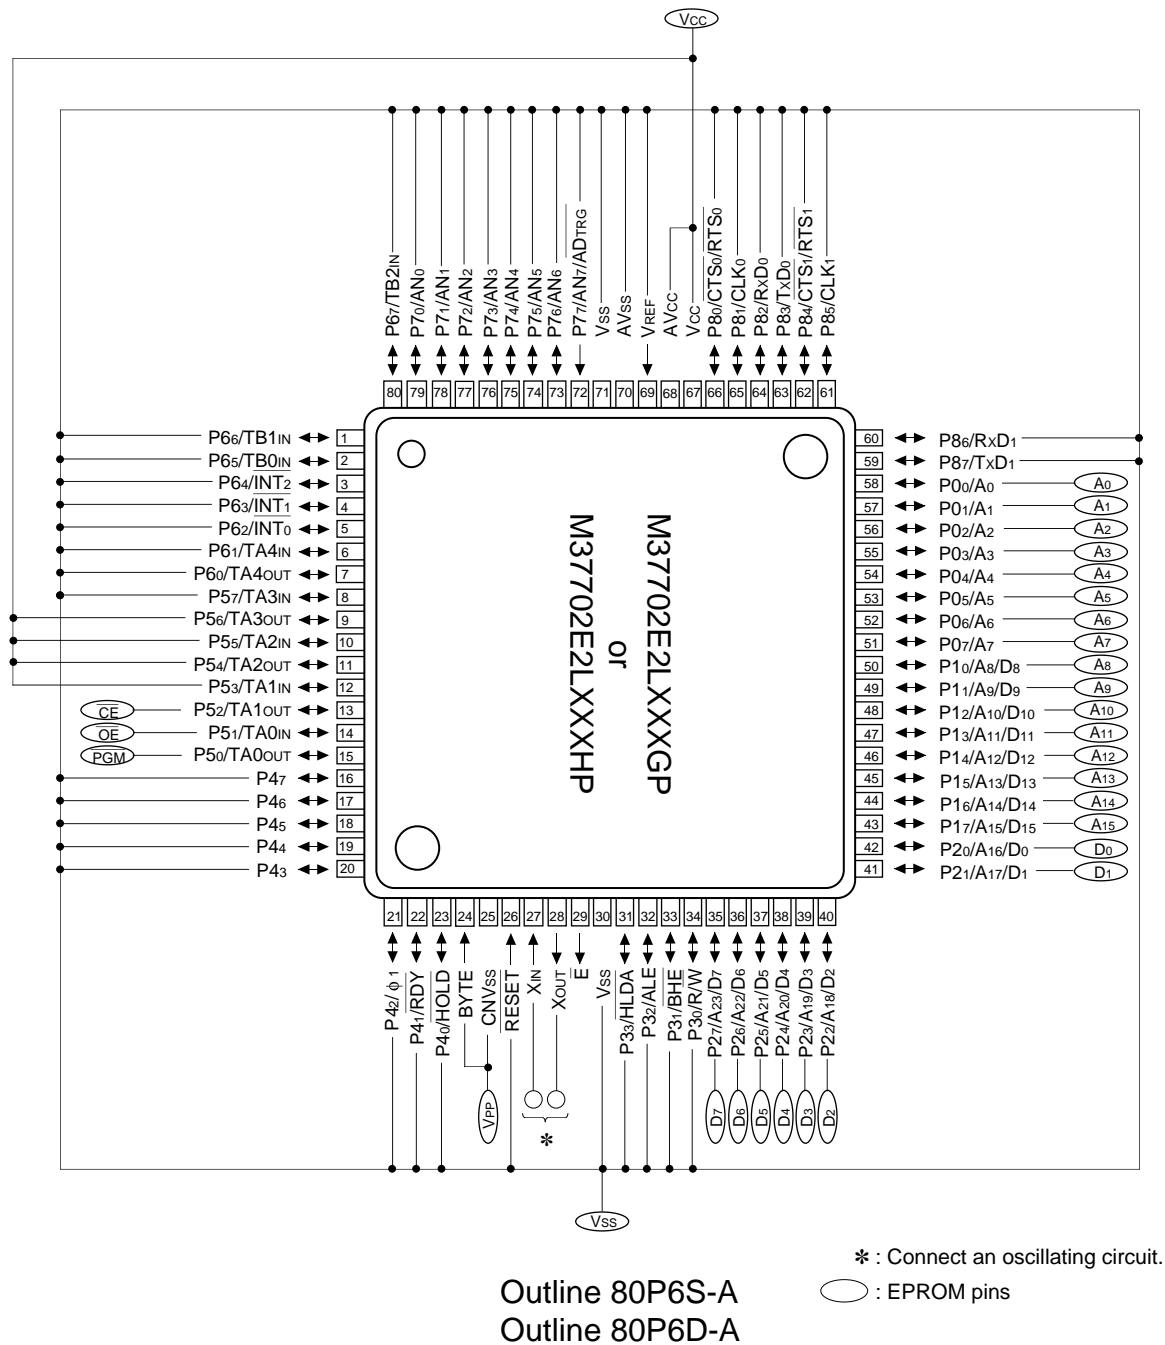 Vcc
P67/TB2IN
P70/AN0
P71/AN1
P72/AN2
P73/AN3
P74/AN4
P75/AN5
P76/AN6
P77/AN7/ADTRG
Vss
AVss
VREF
AVcc
Vcc
P80/CTS0/RTS0
P81/CLK0
P82/RxD0
P83/TxD0
P84/CTS1/RTS1
P85/CLK1
80 79 78 77 76 75 74 73 72 71 70 69 68 67 66 65 64 63 62 61
P66/TB1IN 1
P65/TB0IN 2
P64/INT2 3
P63/INT1 4
P62/INT0 5
P61/TA4IN 6
P60/TA4OUT 7
P57/TA3IN 8
P56/TA3OUT 9
P55/TA2IN 10
P54/TA2OUT 11
P53/TA1IN 12
CE P52/TA1OUT 13
OE P51/TA0IN 14
PGM P50/TA0OUT 15
P47 16
P46 17
P45 18
P44 19
P43 20
M37702E2LXXXGP
or
M37702E2LXXXHP
60 P86/RxD1
59 P87/TxD1
58 P00/A0 A0
57 P01/A1 A1
56 P02/A2 A2
55 P03/A3 A3
54 P04/A4 A4
53 P05/A5 A5
52 P06/A6 A6
51 P07/A7 A7
50 P10/A8/D8 A8
49 P11/A9/D9 A9
48 P12/A10/D10 A10
47 P13/A11/D11 A11
46 P14/A12/D12 A12
45 P15/A13/D13 A13
44 P16/A14/D14 A14
43 P17/A15/D15 A15
42 P20/A16/D0 D0
41 P21/A17/D1 D1
21 22 23 24 25 26 27 28 29 30 31 32 33 34 35 36 37 38 39 40
P42/ϕ1
P41/RDY
P40/HOLD
BYTE
CNVss
RESET
XIN
XOUT
E
Vss
P33/HLDA
P32/ALE
P31/BHE
P30/R/W
P27/A23/D7
P26/A22/D6
P25/A21/D5
P24/A20/D4
P23/A19/D3
P22/A18/D2
VPP
*
D7
D6
D5
D4
D3
D2
Vss
* : Connect an oscillating circuit.
: EPROM pins
Outline 80P6S-A
Outline 80P6D-A